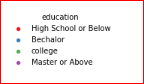 education
High School or Below
Bechalor
college
Master or Above